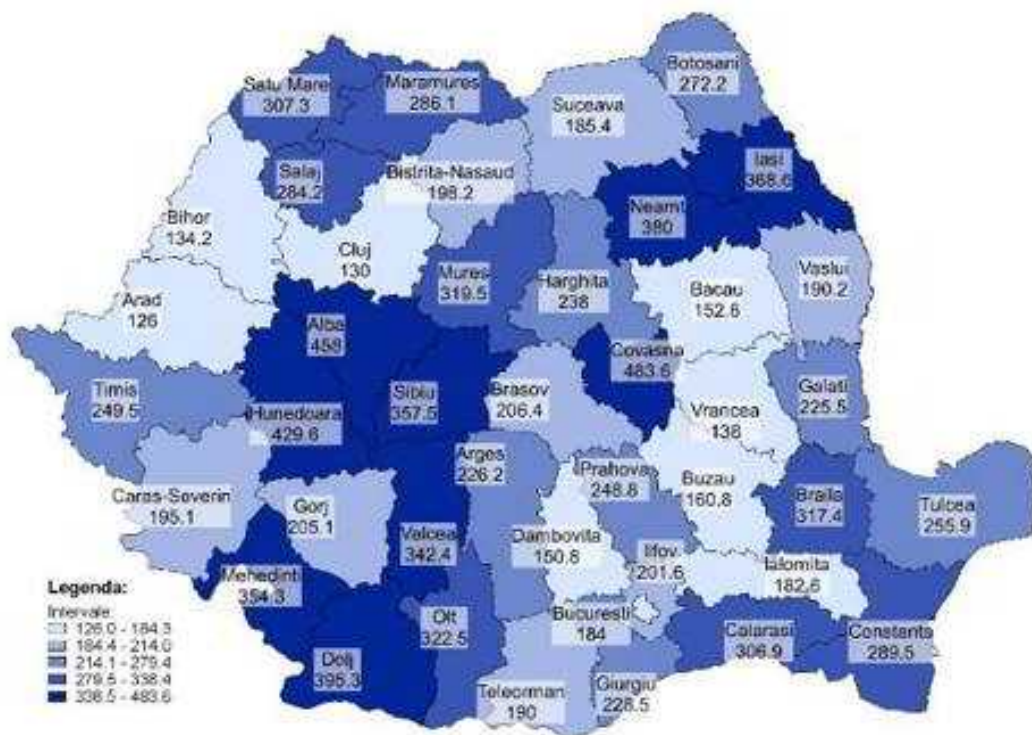 Botosani
272.2
Satu Mare
307.3
Maramures
286.1
Suceava
185.4
Iasi
368.6
Salaj
284.2
Bistrita-Nasaud
198.2
Neamt
380
Bihor
134.2
Cluj
130
Mures
319.5
Harghita
238
Bacau
152.6
Vaslui
190.2
Arad
126
Alba
458
Covasna
483.6
Timis
249.5
Hunedoara
429.6
Sibiu
357.5
Brasov
206.4
Vrancea
138
Galati
225.5
Arges
226.2
Prahova
248.8
Buzau
160.8
Braila
317.4
Tulcea
255.9
Caras-Severin
195.1
Gorj
205.1
Valcea
342.4
Dambovita
150.8
Ilfov
201.6
Ialomita
182.6
Mehedinti
354.3
Olt
322.5
Bucuresti
184
Calarasi
306.9
Constanta
289.5
Dolj
395.3
Teleorman
190
Giurgiu
228.5
Legenda:
Intervale:
126.0 - 184.3
184.4 - 214.0
214.1 - 279.4
279.5 - 338.4
338.5 - 483.6